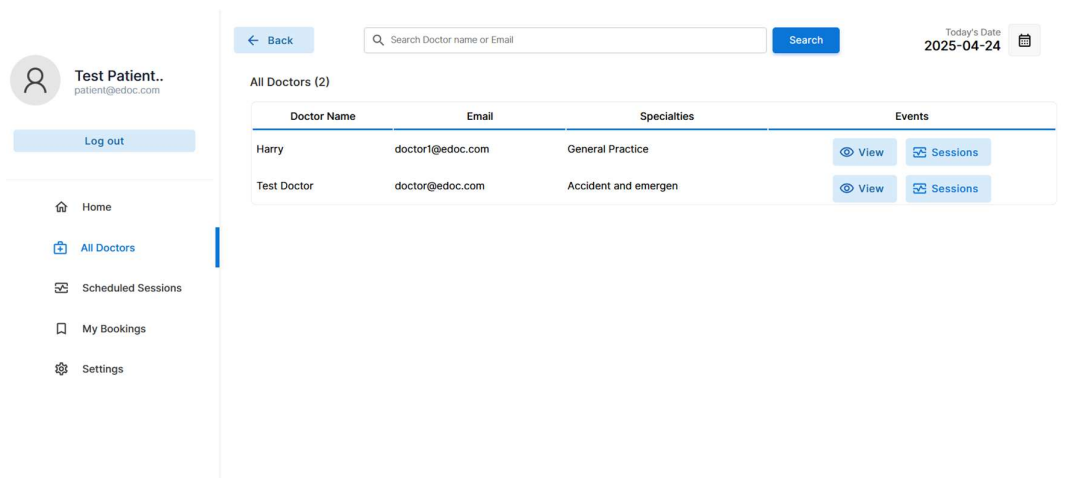 Test Patient..
patient@edoc.com
Log out
Home
All Doctors
Scheduled Sessions
My Bookings
Settings
Back
Search Doctor name or Email
Search
Today's Date
2025-04-24
All Doctors (2)
Doctor Name Email Specialties Events
Harry doctor1@edoc.com General Practice View Sessions
Test Doctor doctor@edoc.com Accident and emergen View Sessions